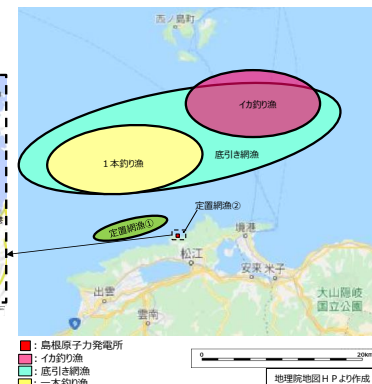 西ノ島町
イカ釣り漁
底引き網漁
１本釣り漁
定置網漁②
定置網漁①
境港
松江
安来 米子
出雲
大山隠岐
国立公園
雲南
：島根原子力発電所
：イカ釣り漁
：底引き網漁
：一本釣り漁
0 20km
地理院地図ＨＰより作成